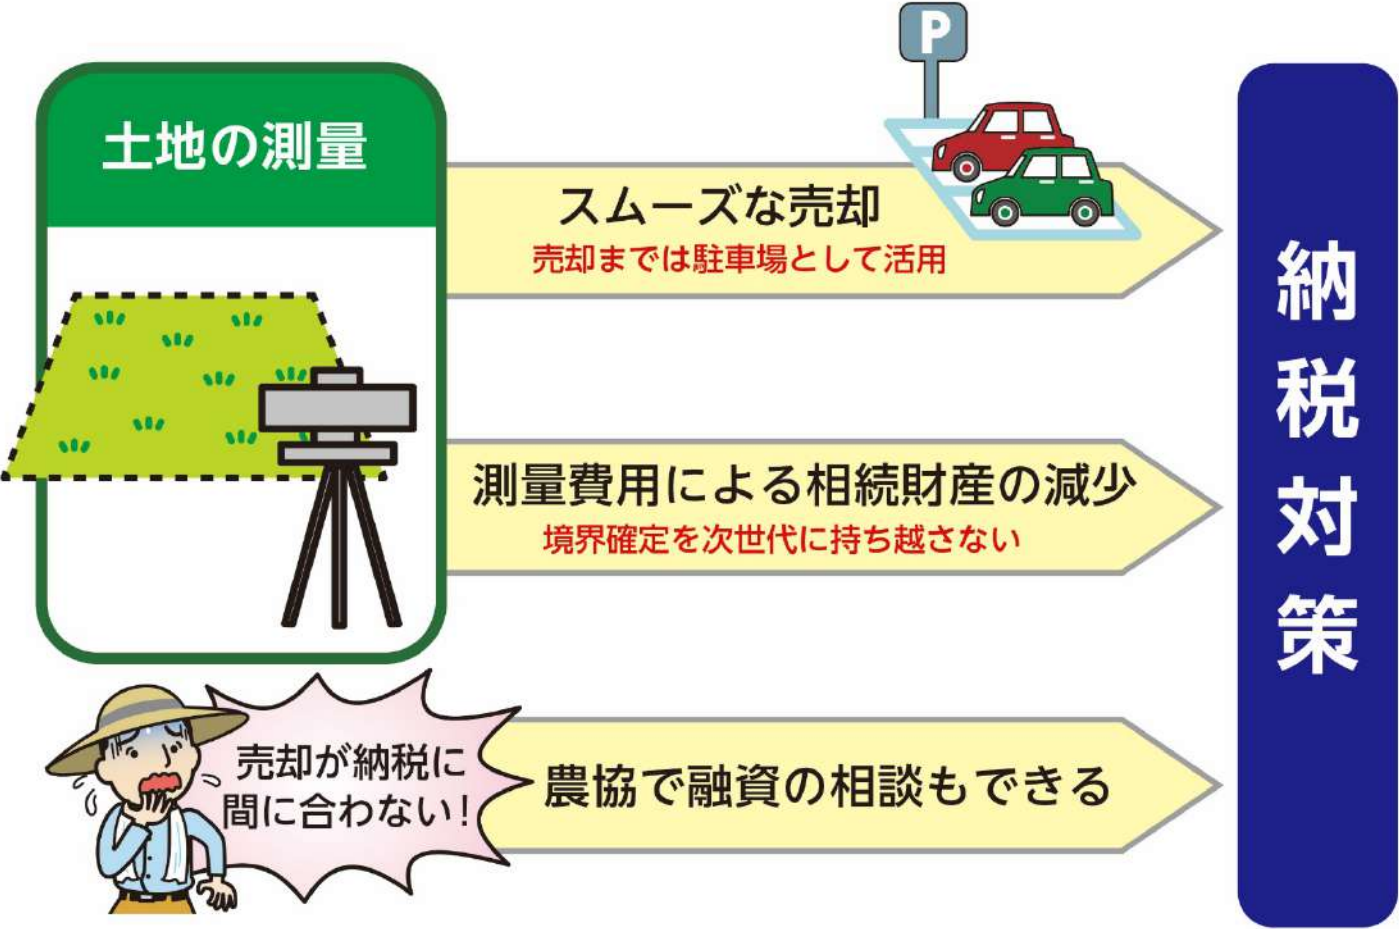 土地の測量
P
スムーズな売却
売却までは駐車場として活用
測量費用による相続財産の減少
境界確定を次世代に持ち越さない
売却が納税に
間に合わない!
農協で融資の相談もできる
納税対策